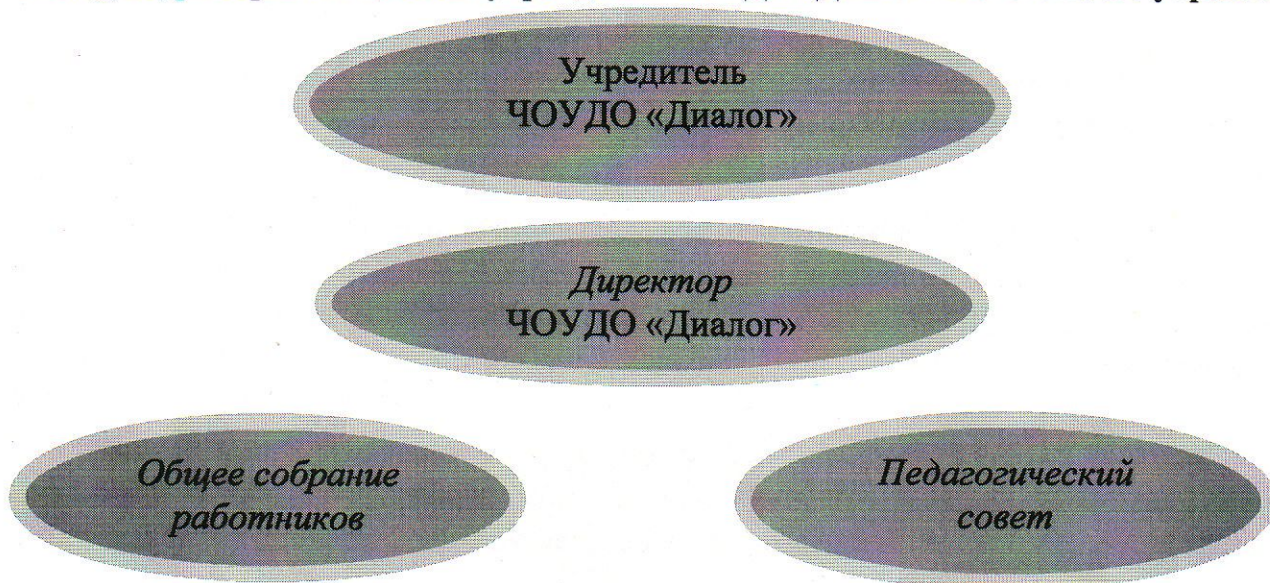 Учредитель
ЧОУДО «Диалог»
Директор
ЧОУДО «Диалог»
Общее собрание
работников
Педагогический
совет